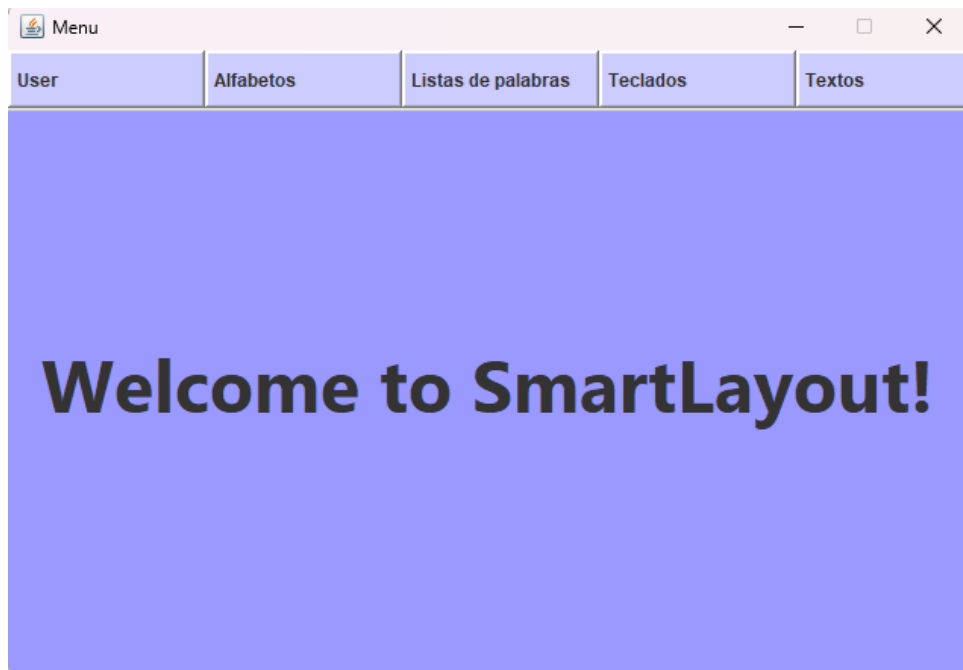 Menu
User Alfabetos Listas de palabras Teclados Textos
Welcome to SmartLayout!